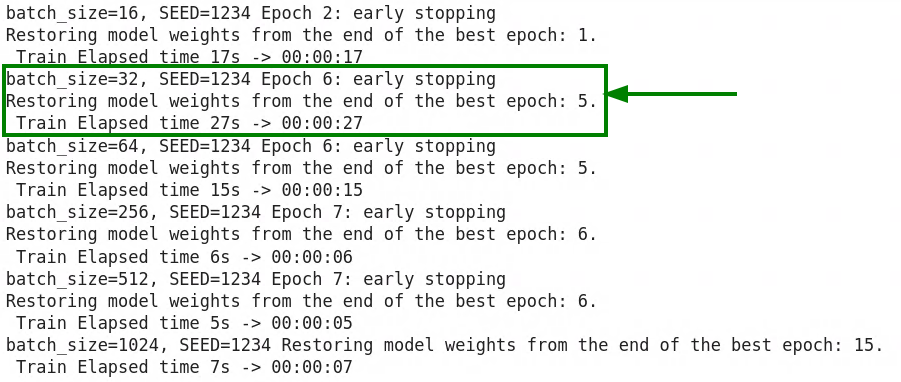 batch_size=16, SEED=1234 Epoch 2: early stopping
Restoring model weights from the end of the best epoch: 1.
 Train Elapsed time 17s -> 00:00:17
batch_size=32, SEED=1234 Epoch 6: early stopping
Restoring model weights from the end of the best epoch: 5.
 Train Elapsed time 27s -> 00:00:27
batch_size=64, SEED=1234 Epoch 6: early stopping
Restoring model weights from the end of the best epoch: 5.
 Train Elapsed time 15s -> 00:00:15
batch_size=256, SEED=1234 Epoch 7: early stopping
Restoring model weights from the end of the best epoch: 6.
 Train Elapsed time 6s -> 00:00:06
batch_size=512, SEED=1234 Epoch 7: early stopping
Restoring model weights from the end of the best epoch: 6.
 Train Elapsed time 5s -> 00:00:05
batch_size=1024, SEED=1234 Restoring model weights from the end of the best epoch: 15.
 Train Elapsed time 7s -> 00:00:07